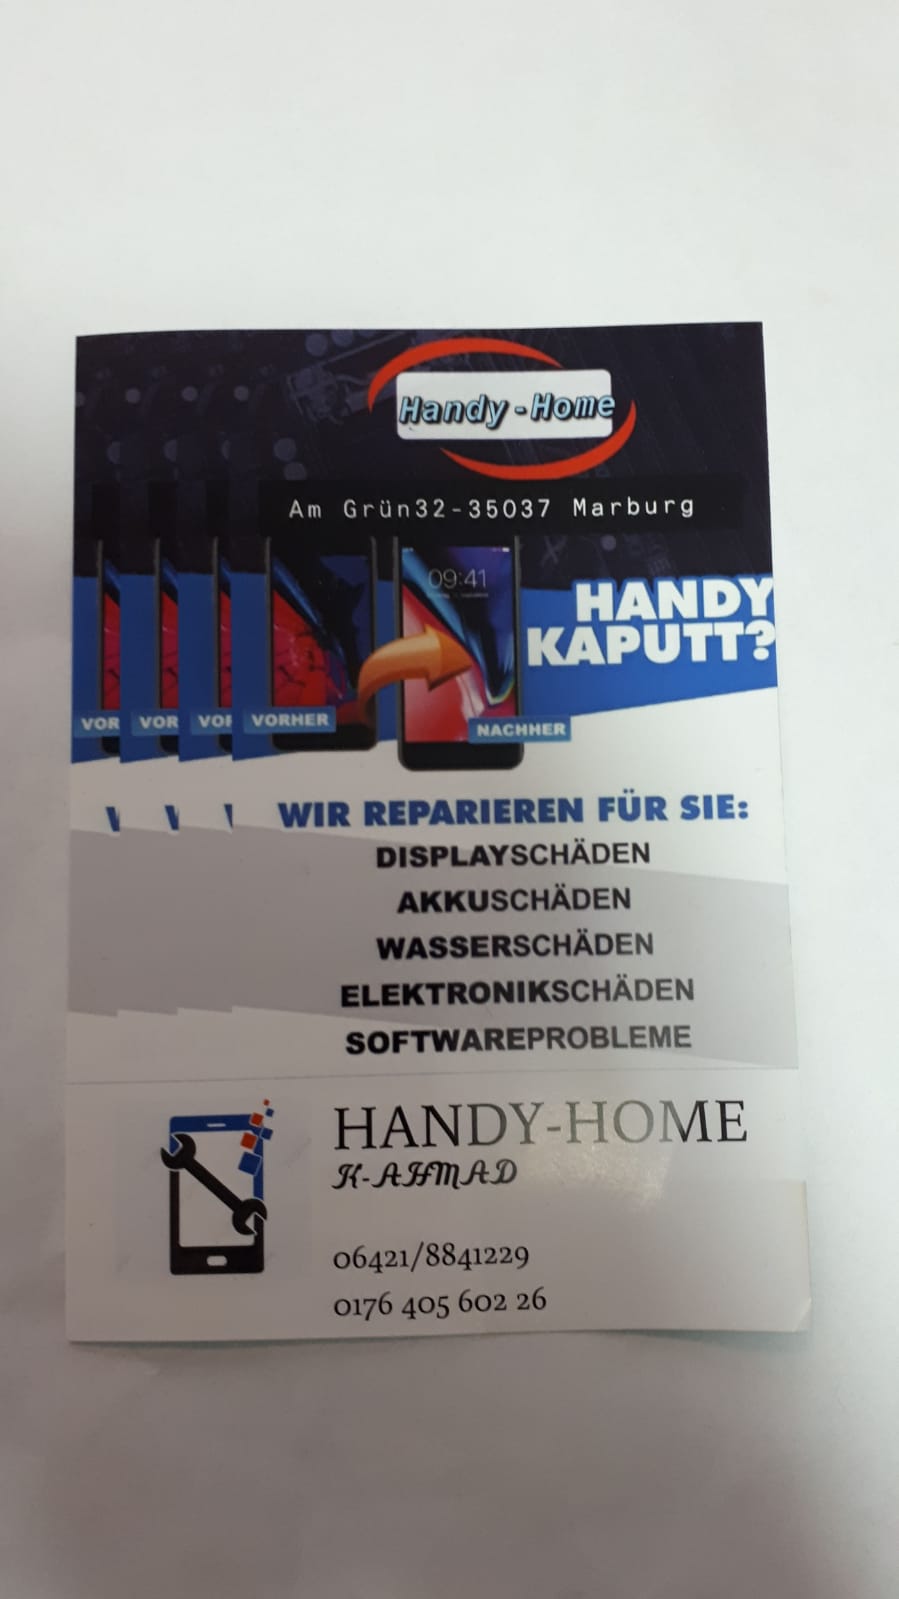 Handy-Home
Am Grün32-35037 Marburg
09:41
HANDY
KAPUTT?
VOR VOR VOR VORHER
NACHHER
WIR REPARIEREN FÜR SIE:
DISPLAYSCHÄDEN
AKKUSCHÄDEN
WASSERSCHÄDEN
ELEKTRONIKSCHÄDEN
SOFTWAREPROBLEME
HANDY-HOME
K-AHMAD
06421/8841229
0176 405 602 26